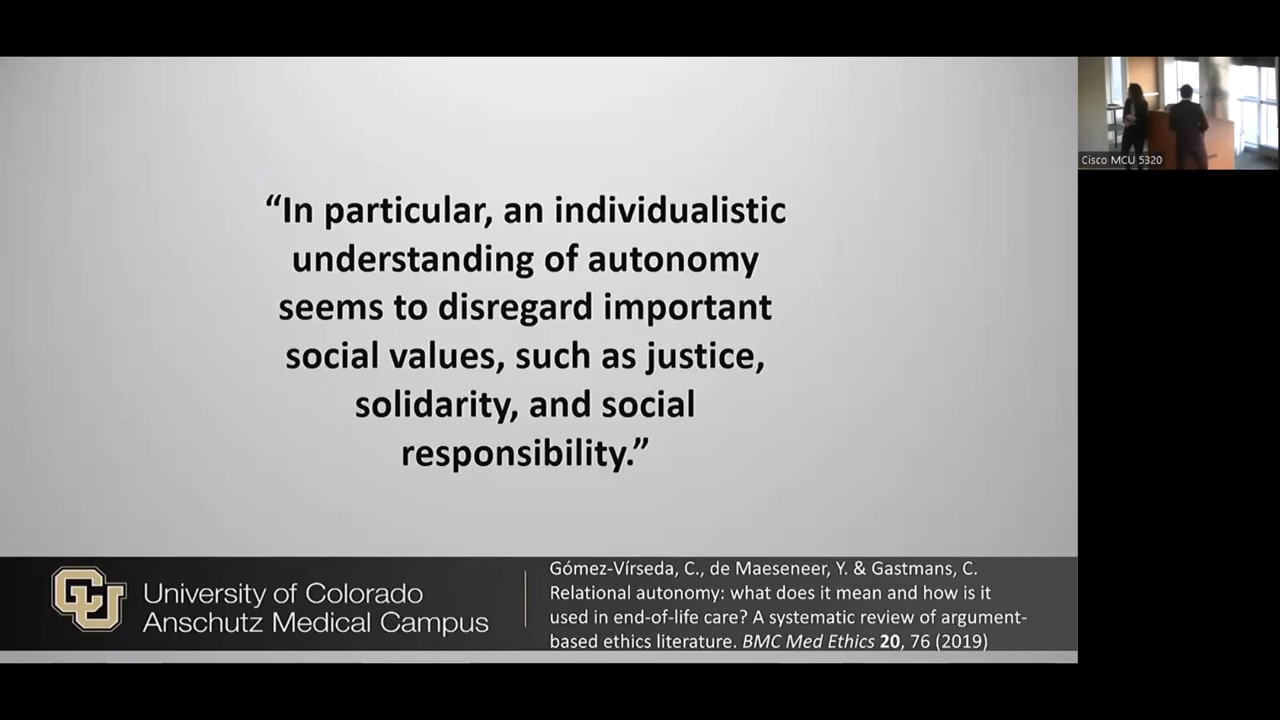 “In particular, an individualistic
understanding of autonomy
seems to disregard important
social values, such as justice,
solidarity, and social
responsibility.”
CU
University of Colorado
Anschutz Medical Campus
Gómez-Vírseda, C., de Maeseneer, Y. & Gastmans, C.
Relational autonomy: what does it mean and how is it
used in end-of-life care? A systematic review of argument-
based ethics literature. BMC Med Ethics 20, 76 (2019)
Cisco MCU 5320